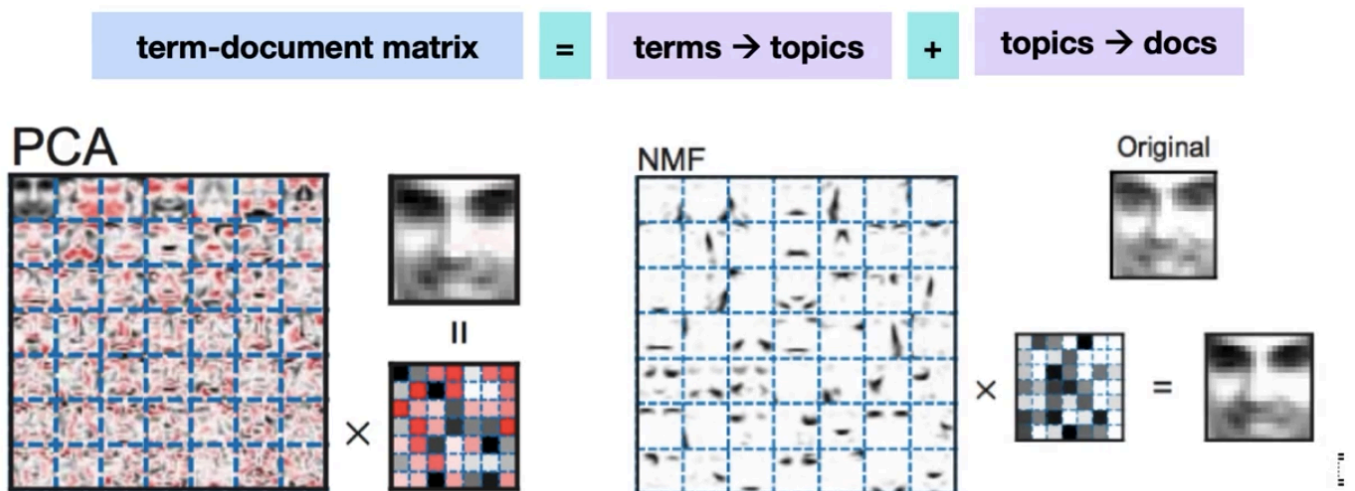 term-document matrix = terms → topics + topics → docs
PCA
NMF
Original
×
=
× =